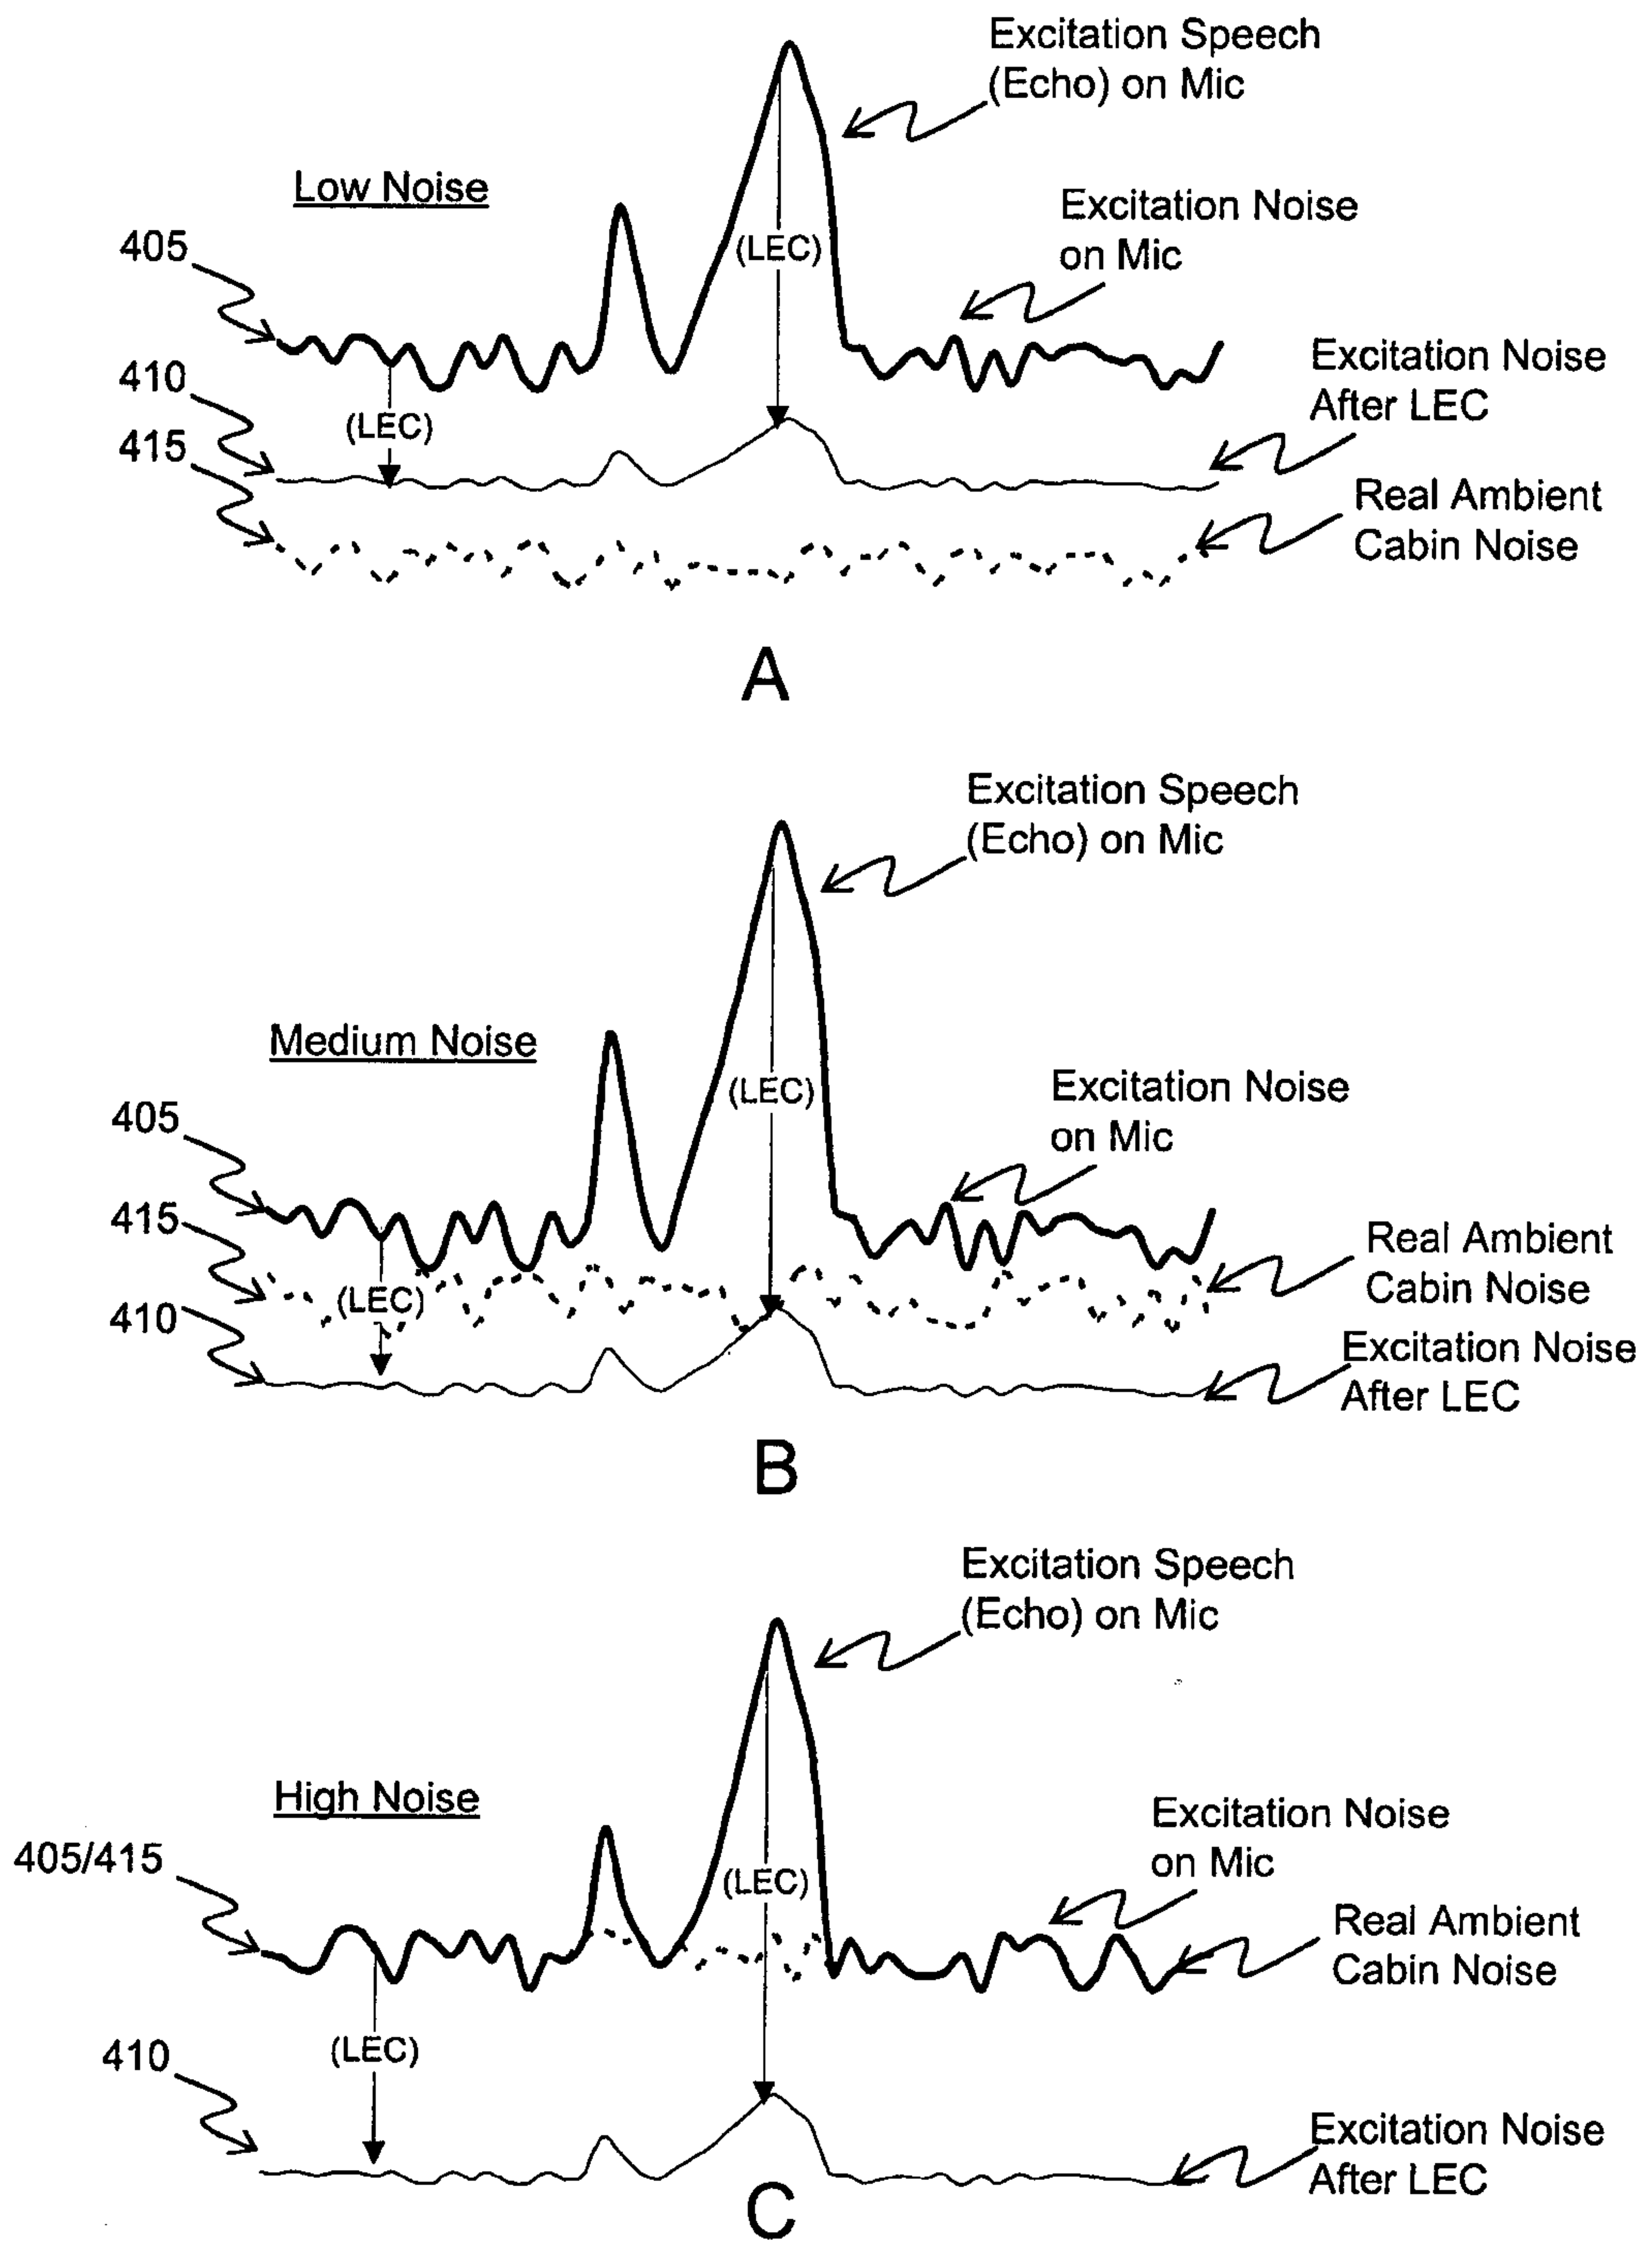 Excitation Speech
(Echo) on Mic
Low Noise
Excitation Noise
on Mic
405
(LEC)
410
Excitation Noise
After LEC
(LEC)
415
Real Ambient
Cabin Noise
A
Excitation Speech
(Echo) on Mic
Medium Noise
Excitation Noise
on Mic
(LEC)
405
415
Real Ambient
Cabin Noise
(LEC)
410
Excitation Noise
After LEC
B
Excitation Speech
(Echo) on Mic
High Noise
Excitation Noise
on Mic
405/415
(LEC)
Real Ambient
Cabin Noise
(LEC)
410
Excitation Noise
After LEC
C